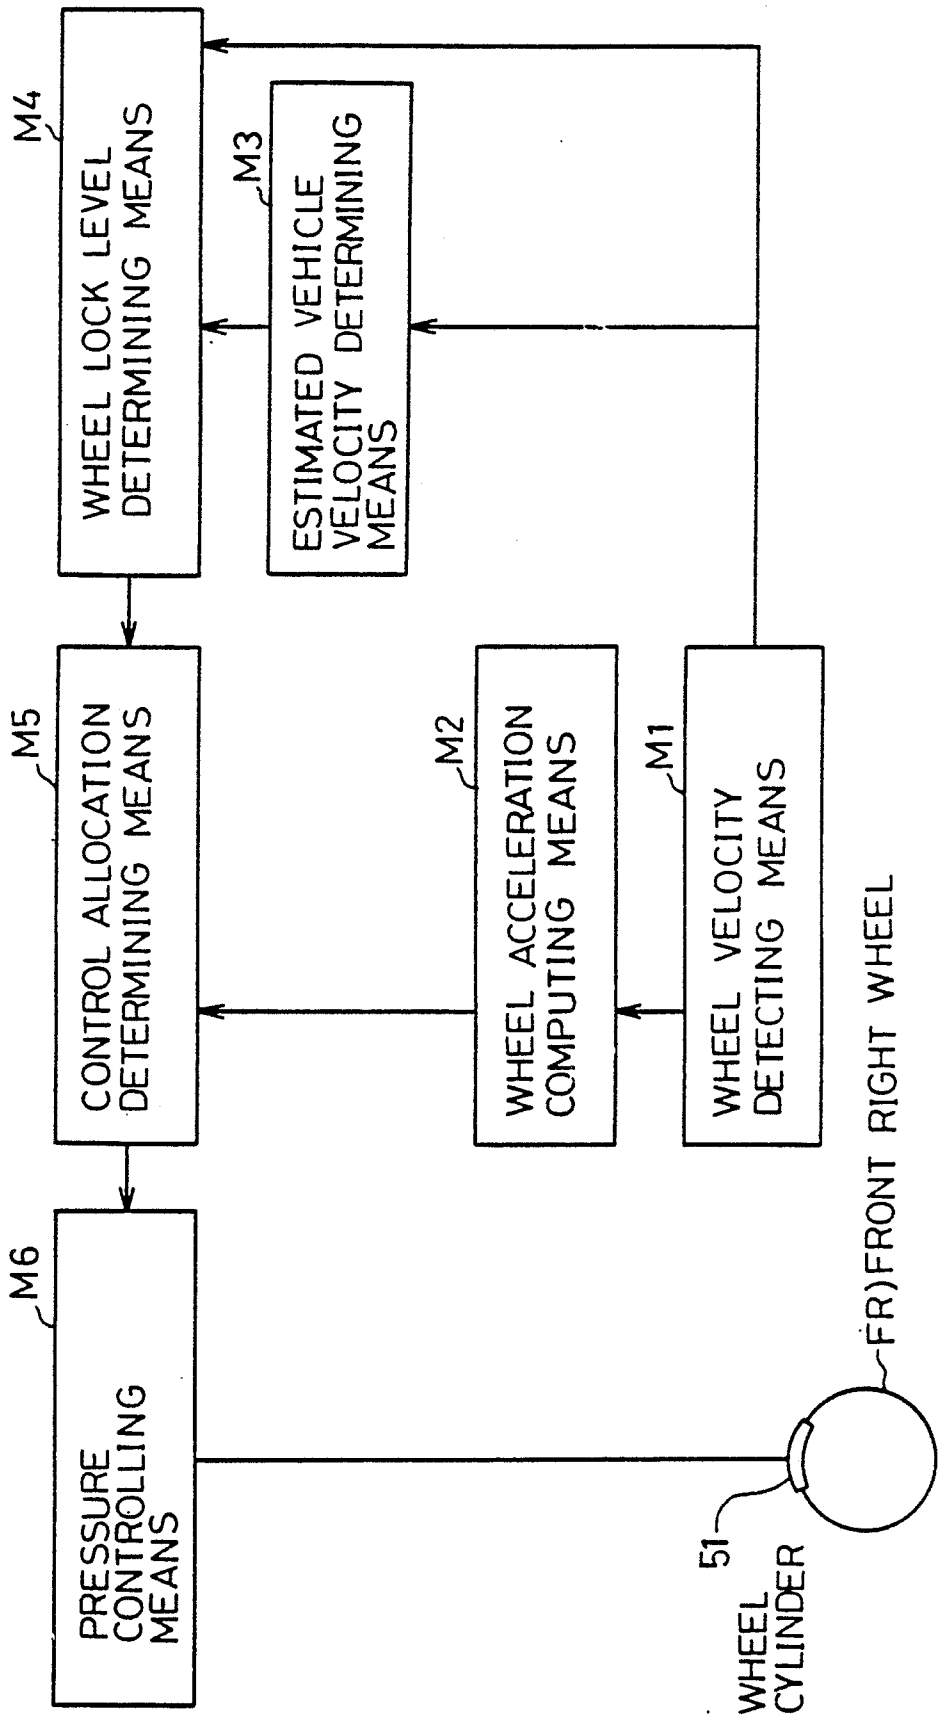 M6
PRESSURE
CONTROLLING
MEANS
M5
CONTROL ALLOCATION
DETERMINING MEANS
M4
WHEEL LOCK LEVEL
DETERMINING MEANS
M3
ESTIMATED VEHICLE
VELOCITY DETERMINING
MEANS
M2
WHEEL ACCELERATION
COMPUTING MEANS
M1
WHEEL VELOCITY
DETECTING MEANS
51
WHEEL
CYLINDER
FR)FRONT RIGHT WHEEL